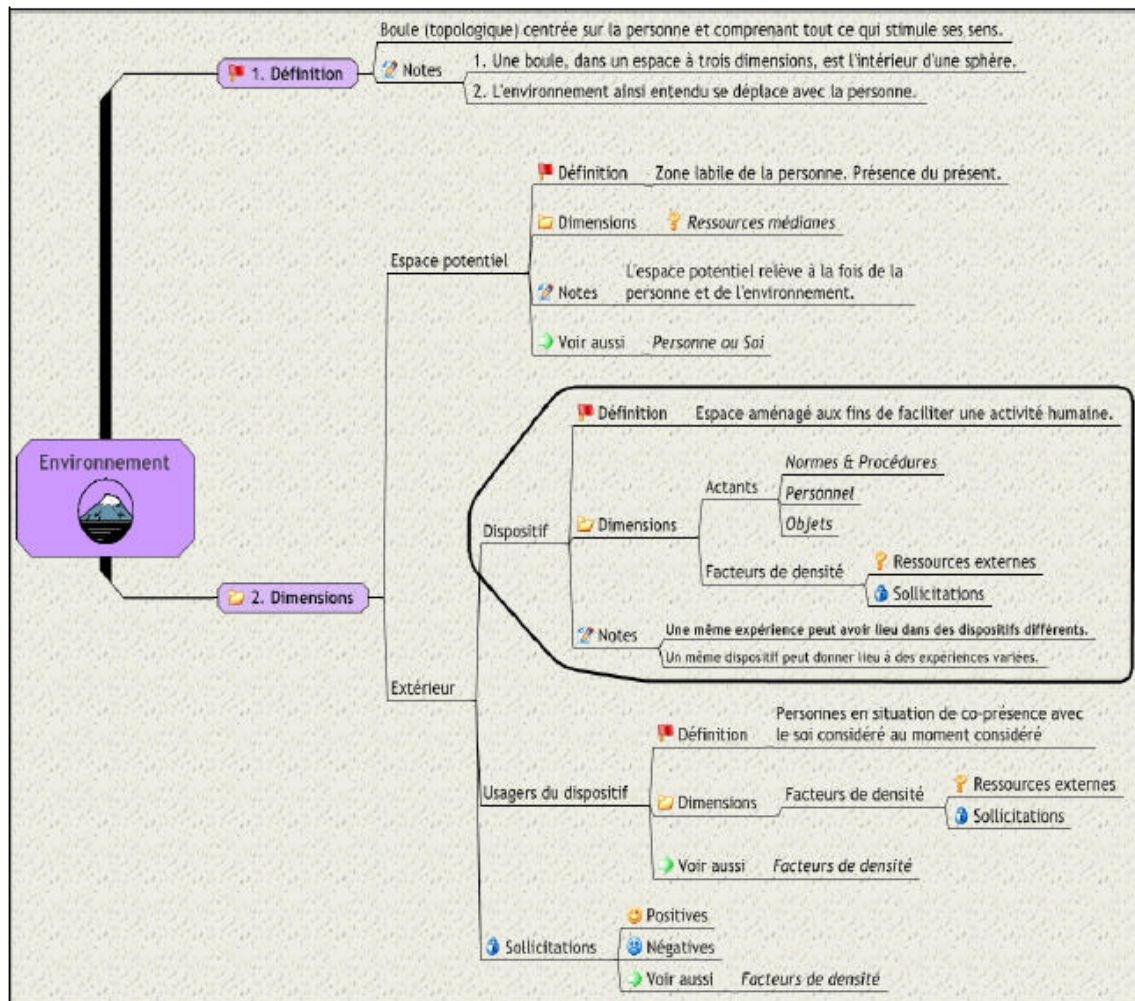 Boule (topologique) centrée sur la personne et comprenant tout ce qui stimule ses sens.
1. Définition
Notes
1. Une boule, dans un espace à trois dimensions, est l'intérieur d'une sphère.
2. L'environnement ainsi entendu se déplace avec la personne.
Environnement
2. Dimensions
Espace potentiel
Définition
Zone labile de la personne. Présence du présent.
Dimensions
Ressources médianes
Notes
L'espace potentiel relève à la fois de la
personne et de l'environnement.
Voir aussi
Personne ou Soi
Extérieur
Dispositif
Définition
Espace aménagé aux fins de faciliter une activité humaine.
Dimensions
Actants
Normes & Procédures
Personnel
Objets
Facteurs de densité
Ressources externes
Sollicitations
Notes
Une même expérience peut avoir lieu dans des dispositifs différents.
Un même dispositif peut donner lieu à des expériences variées.
Usagers du dispositif
Définition
Personnes en situation de co-présence avec
le soi considéré au moment considéré
Dimensions
Facteurs de densité
Ressources externes
Sollicitations
Voir aussi
Facteurs de densité
Sollicitations
Positives
Négatives
Voir aussi
Facteurs de densité